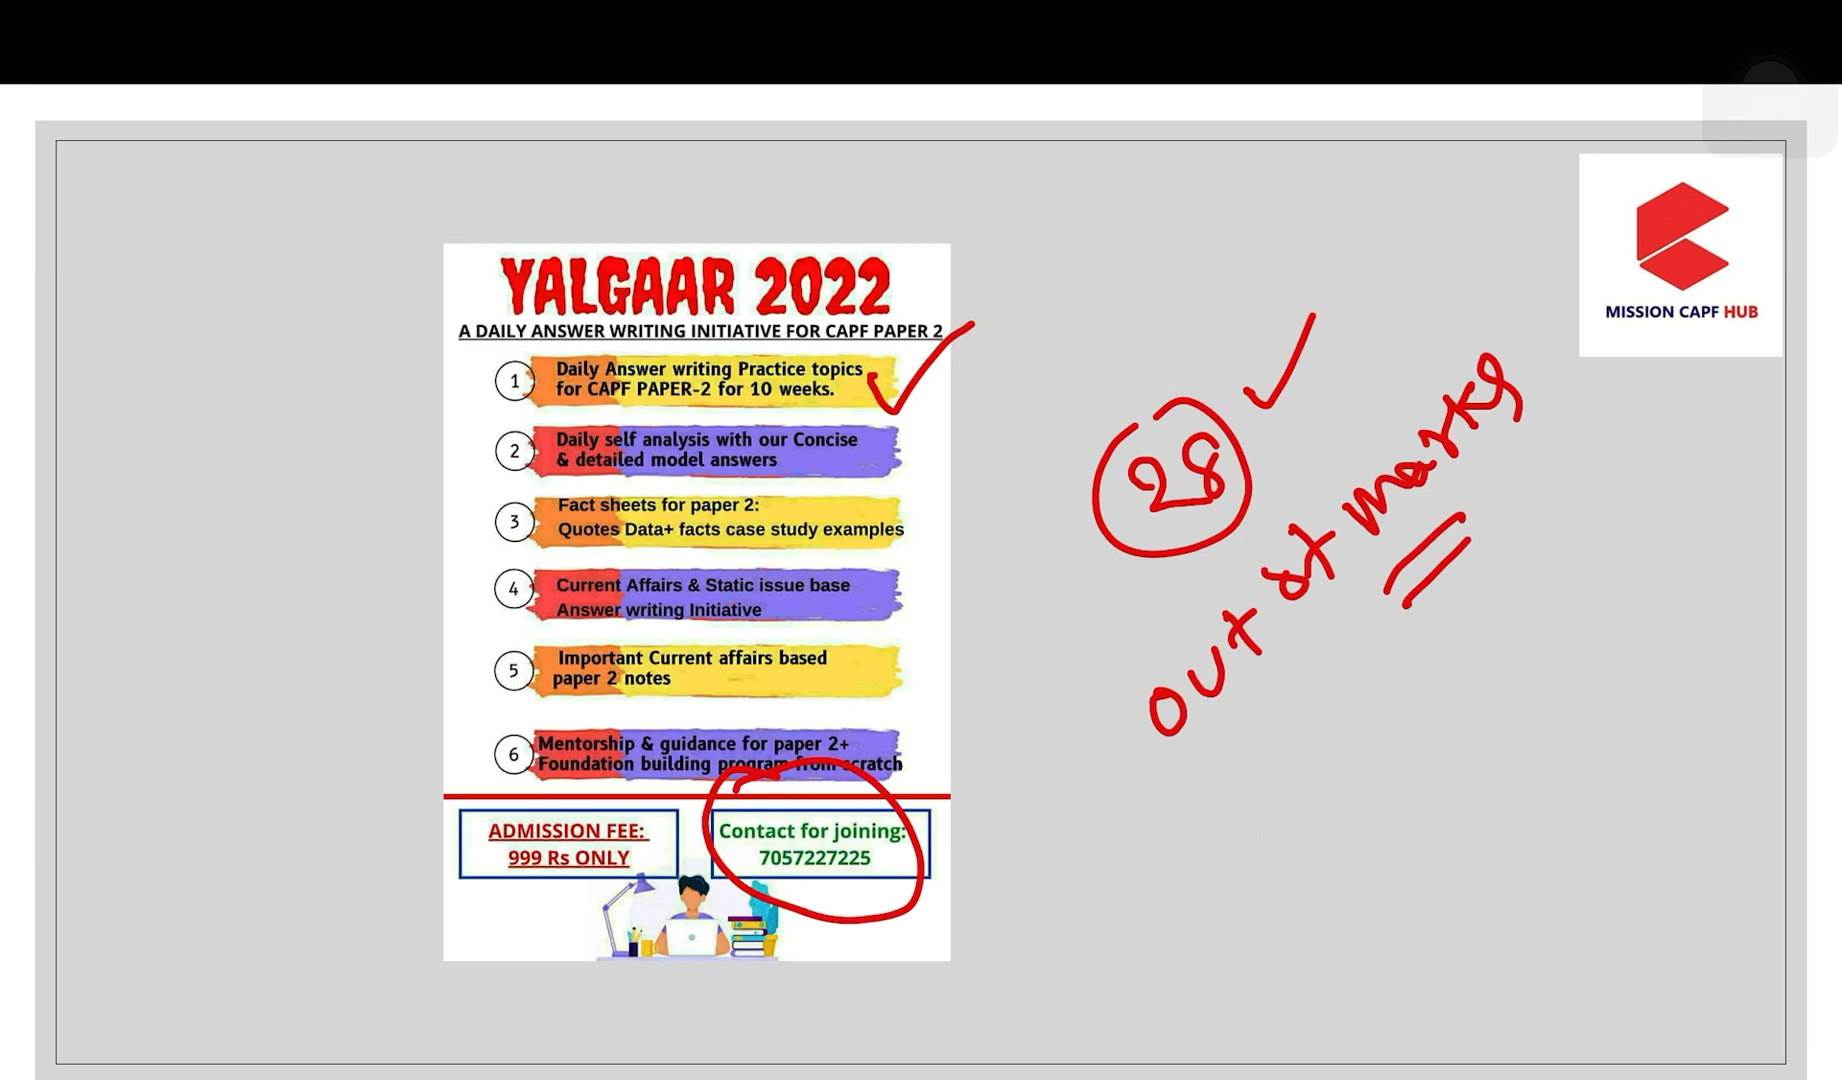 YALGAAR 2022
A DAILY ANSWER WRITING INITIATIVE FOR CAPF PAPER 2
1
Daily Answer writing Practice topics
for CAPF PAPER-2 for 10 weeks.
2
Daily self analysis with our Concise
& detailed model answers
3
Fact sheets for paper 2:
Quotes Data+ facts case study examples
4
Current Affairs & Static issue base
Answer writing Initiative
5
Important Current affairs based
paper 2 notes
6
Mentorship & guidance for paper 2+
Foundation building program from scratch
ADMISSION FEE:
999 Rs ONLY
Contact for joining:
7057227225
28
out of marks
MISSION CAPF HUB